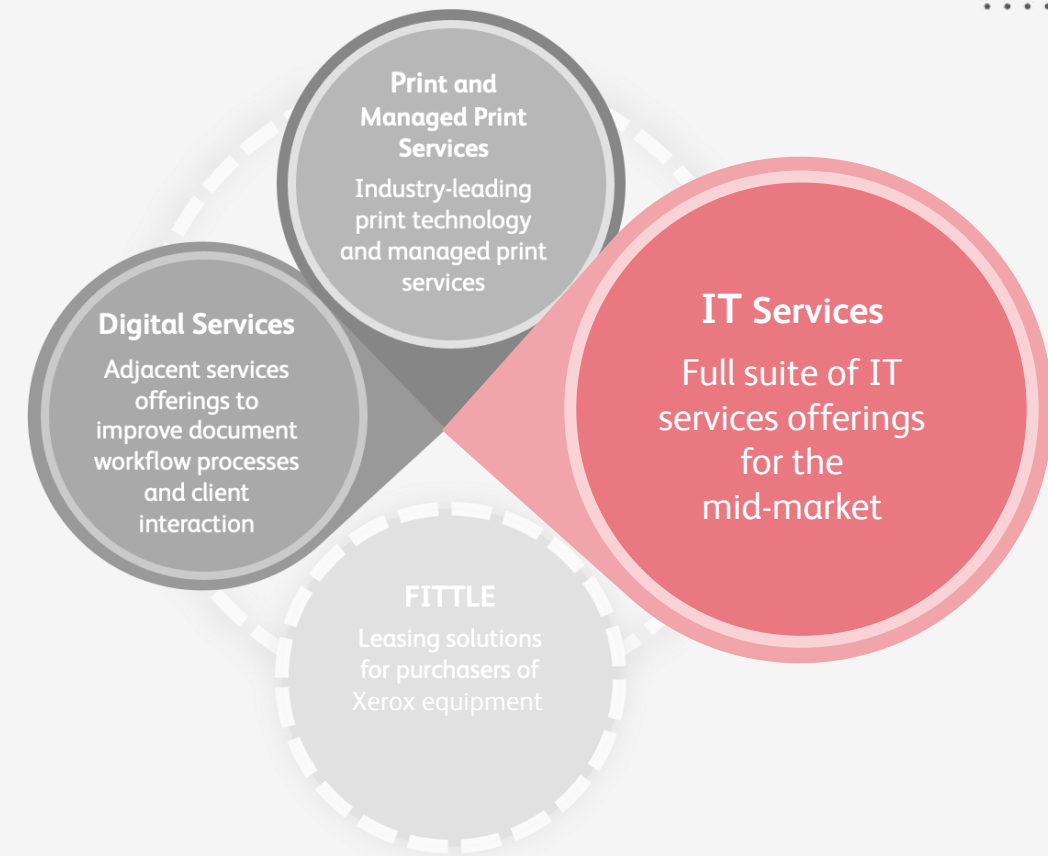 Print and
Managed Print
Services
Industry-leading
print technology
and managed print
services
Digital Services
Adjacent services
offerings to
improve document
workflow processes
and client
interaction
IT Services
Full suite of IT
services offerings
for the
mid-market
FITTLE
Leasing solutions
for purchasers of
Xerox equipment